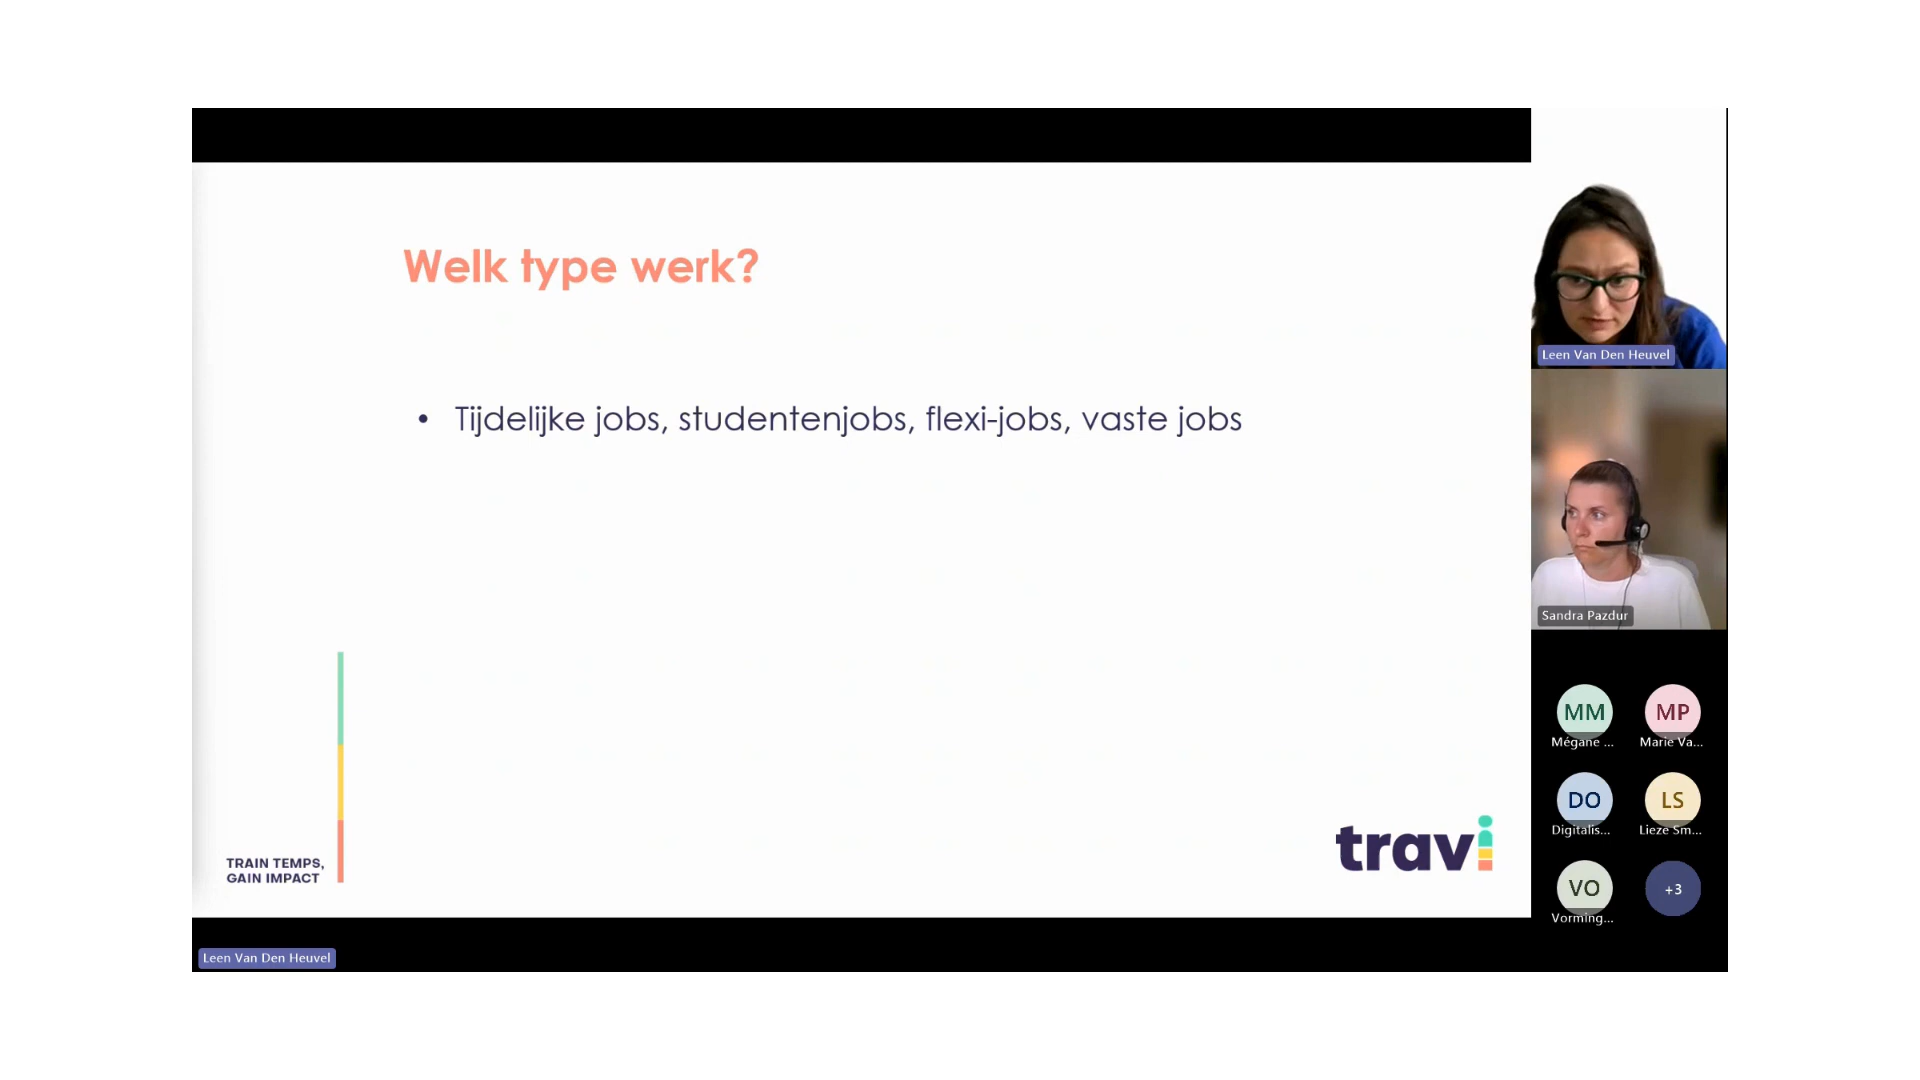 Welk type werk?
• Tijdelijke jobs, studentenjobs, flexi-jobs, vaste jobs
TRAIN TEMPS,
GAIN IMPACT
travi
Leen Van Den Heuvel
Leen Van Den Heuvel
Sandra Pazdur
MM
Mégane ...
MP
Marie Va...
DO
Digitalis...
LS
Lieze Sm...
VO
Vorming...
+3